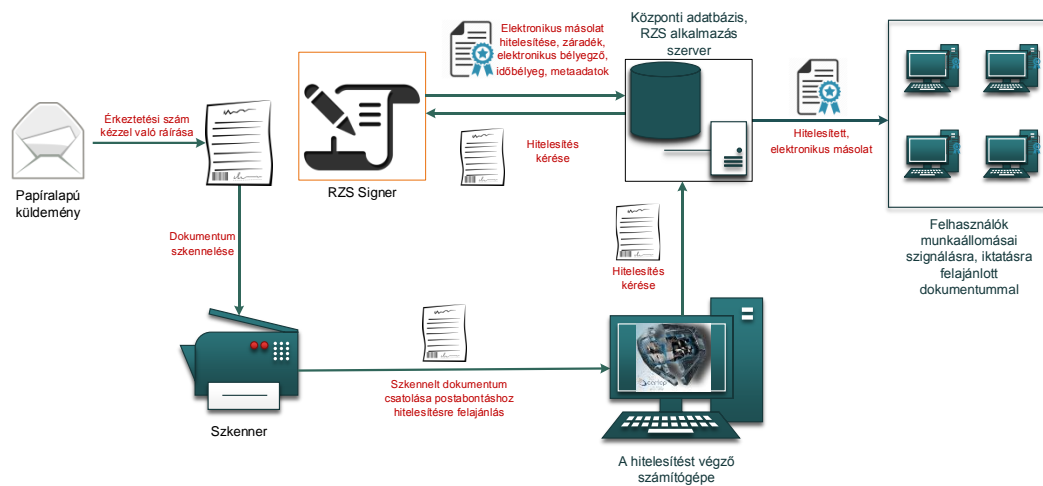 Elektronikus másolat
hitelesítése, záradék,
elektronikus bélyegző,
időbélyeg, metaadatok
Központi adatbázis,
RZS alkalmazás
szerver
Érkeztetési szám
kézzel való ráírása
Hitelesítés
kérése
Hitelesített,
elektronikus másolat
Papíralapú
küldemény
RZS Signer
Dokumentum
szkennelése
Hitelesítés
kérése
Felhasználók
munkaállomásai
szignálásra, iktatásra
felajánlott
dokumentummal
Szkennelt dokumentum
csatolása postabontáshoz
hitelesítésre felajánlás
Szkenner
A hitelesítést végző
számítógépe